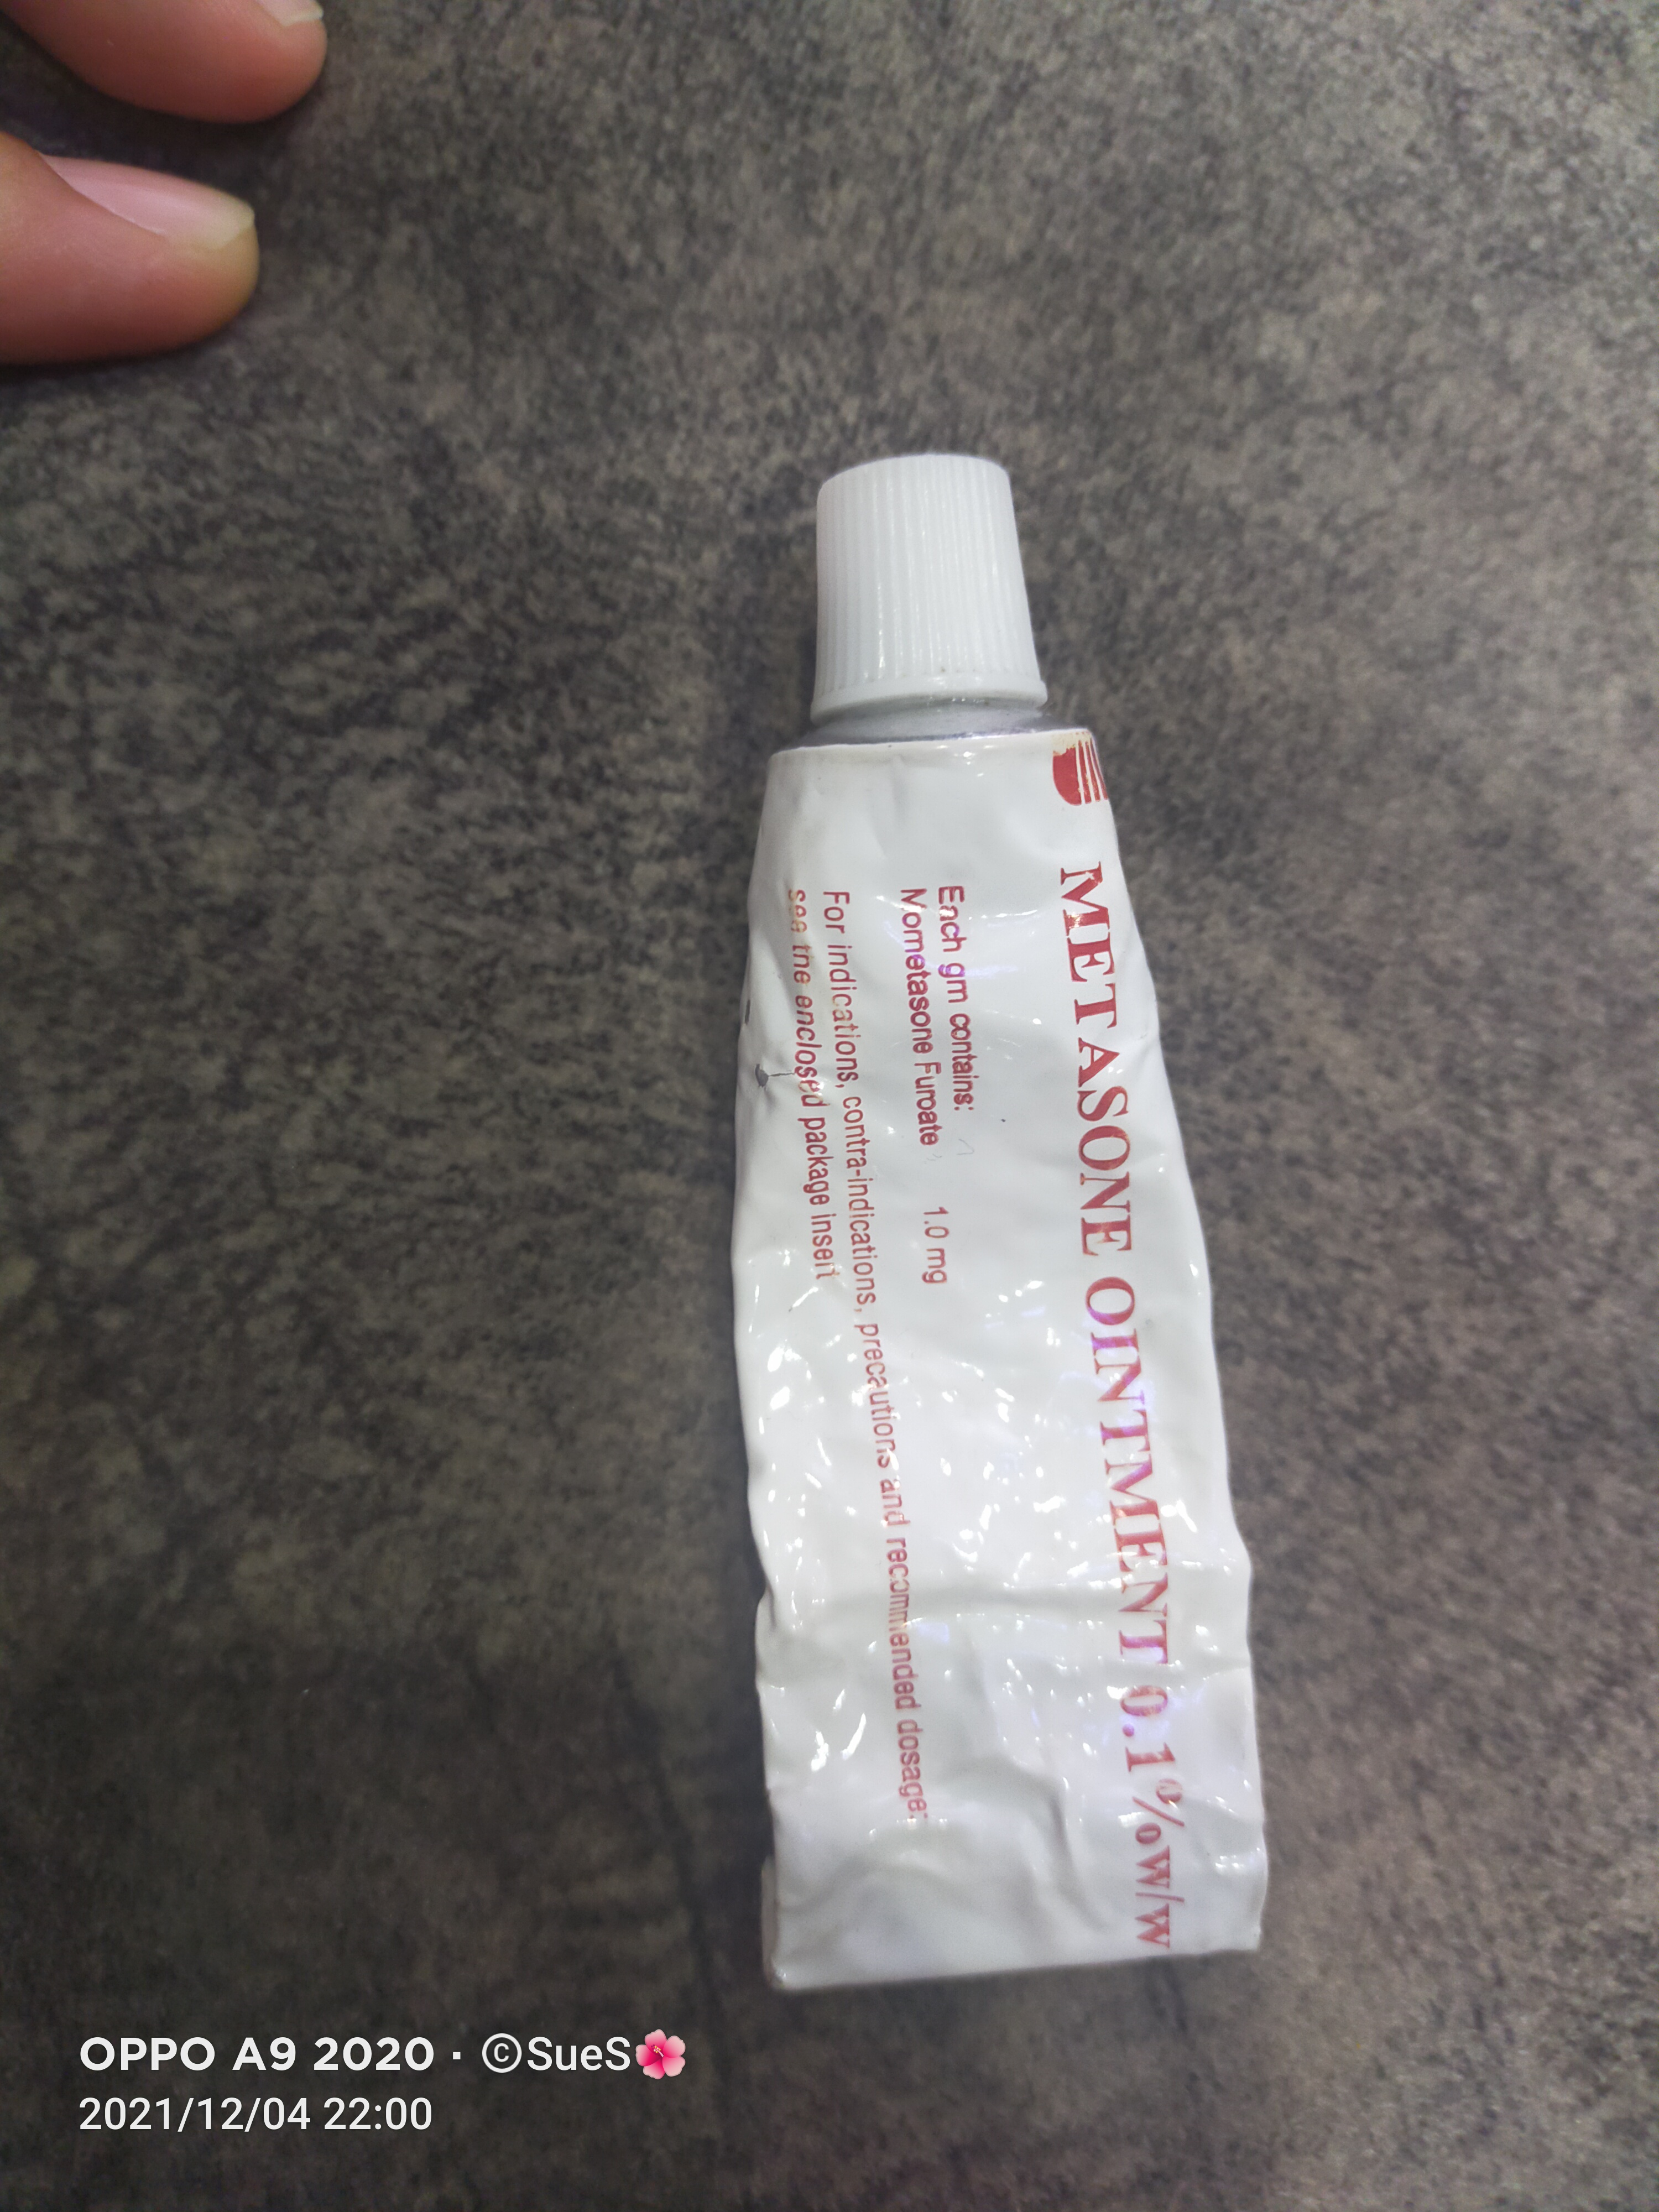 METASONE OINTMENT 0.1%w/w
Each gm contains:
Mometasone Furoate 1.0 mg
For indications, contra-indications, precautions and recommended dosage:
see the enclosed package insert
OPPO A9 2020 · ©SueS🌺
2021/12/04 22:00